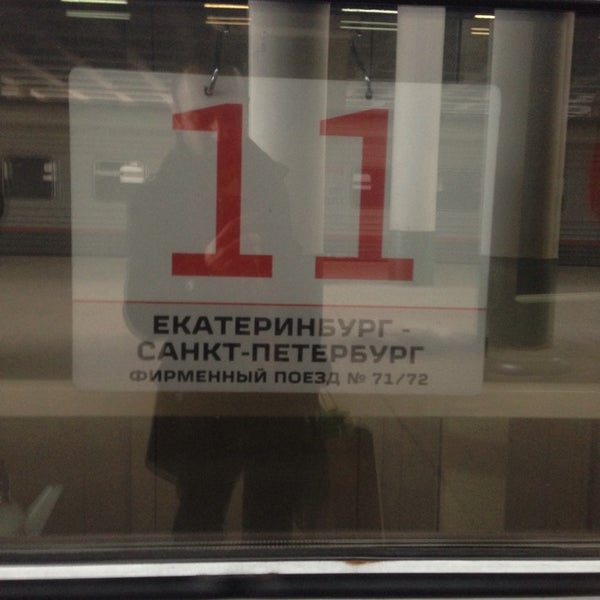 11
ЕКАТЕРИНБУРГ -
САНКТ-ПЕТЕРБУРГ
ФИРМЕННЫЙ ПОЕЗД № 71/72